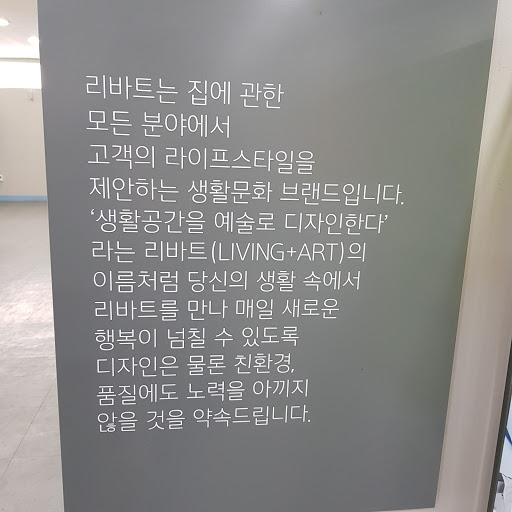 리바트는 집에 관한
모든 분야에서
고객의 라이프스타일을
제안하는 생활문화 브랜드입니다.
‘생활공간을 예술로 디자인한다’
라는 리바트(LIVING+ART)의
이름처럼 당신의 생활 속에서
리바트를 만나 매일 새로운
행복이 넘칠 수 있도록
디자인은 물론 친환경,
품질에도 노력을 아끼지
않을 것을 약속드립니다.